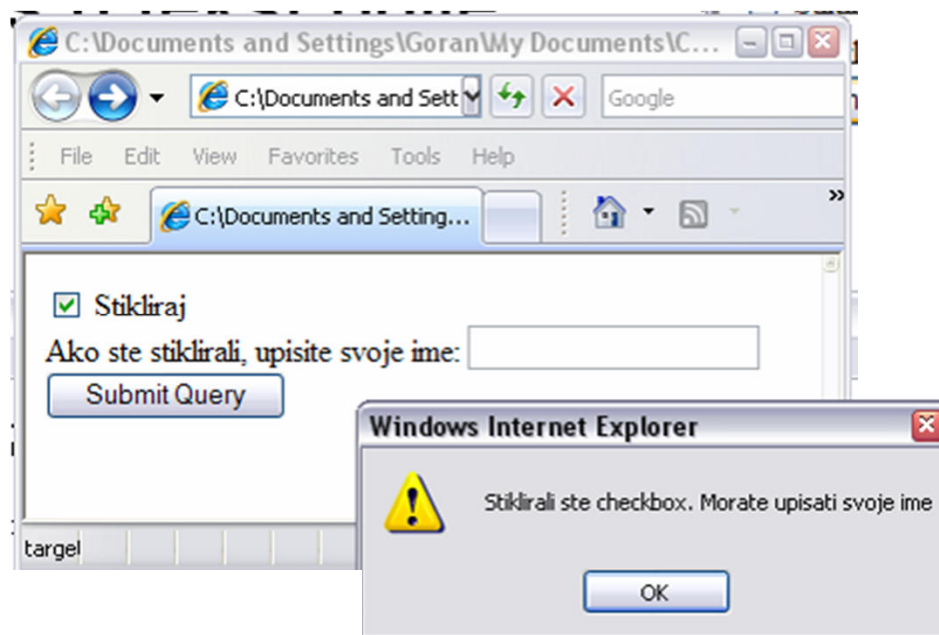 C:\Documents and Settings\Goran\My Documents\C...
C:\Documents and Sett
Google
File Edit View Favorites Tools Help
C:\Documents and Setting...
»
Stikliraj
Ako ste stiklirali, upisite svoje ime:
Submit Query
Windows Internet Explorer
Stiklirali ste checkbox. Morate upisati svoje ime
OK